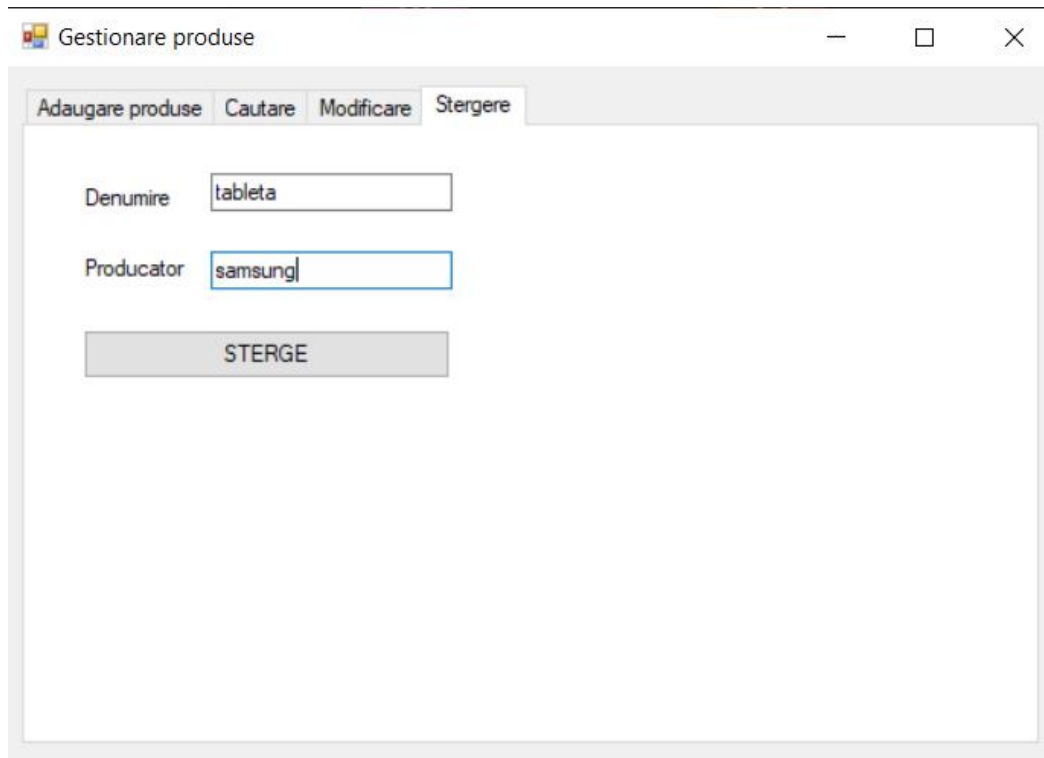 Gestionare produse
Adaugare produse Cautare Modificare Stergere
Denumire tableta
Producator samsung
STERGE